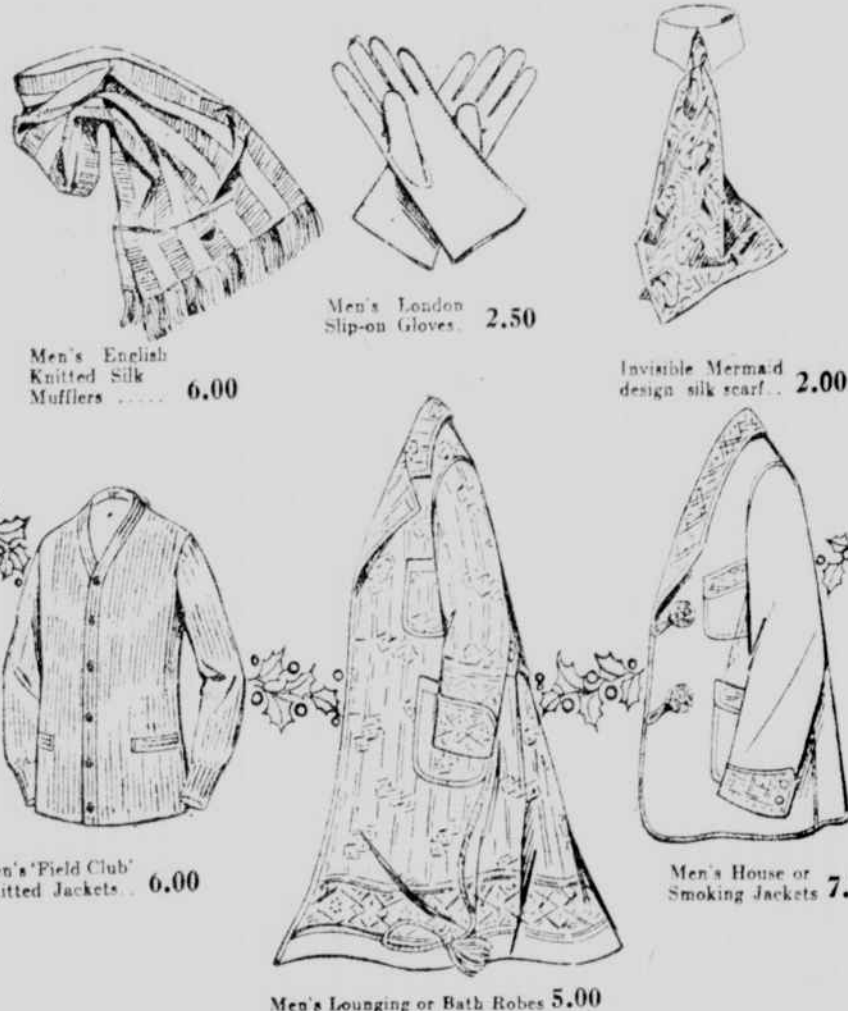 Men's London
Slip-on Gloves. 2.50
Men's English
Knitted Silk
Mufflers ..... 6.00
Invisible Mermaid
design silk scarf.. 2.00
en's 'Field Club'
itted Jackets.. 6.00
Men's House or
Smoking Jackets 7.
Men's Lounging or Bath Robes 5.00